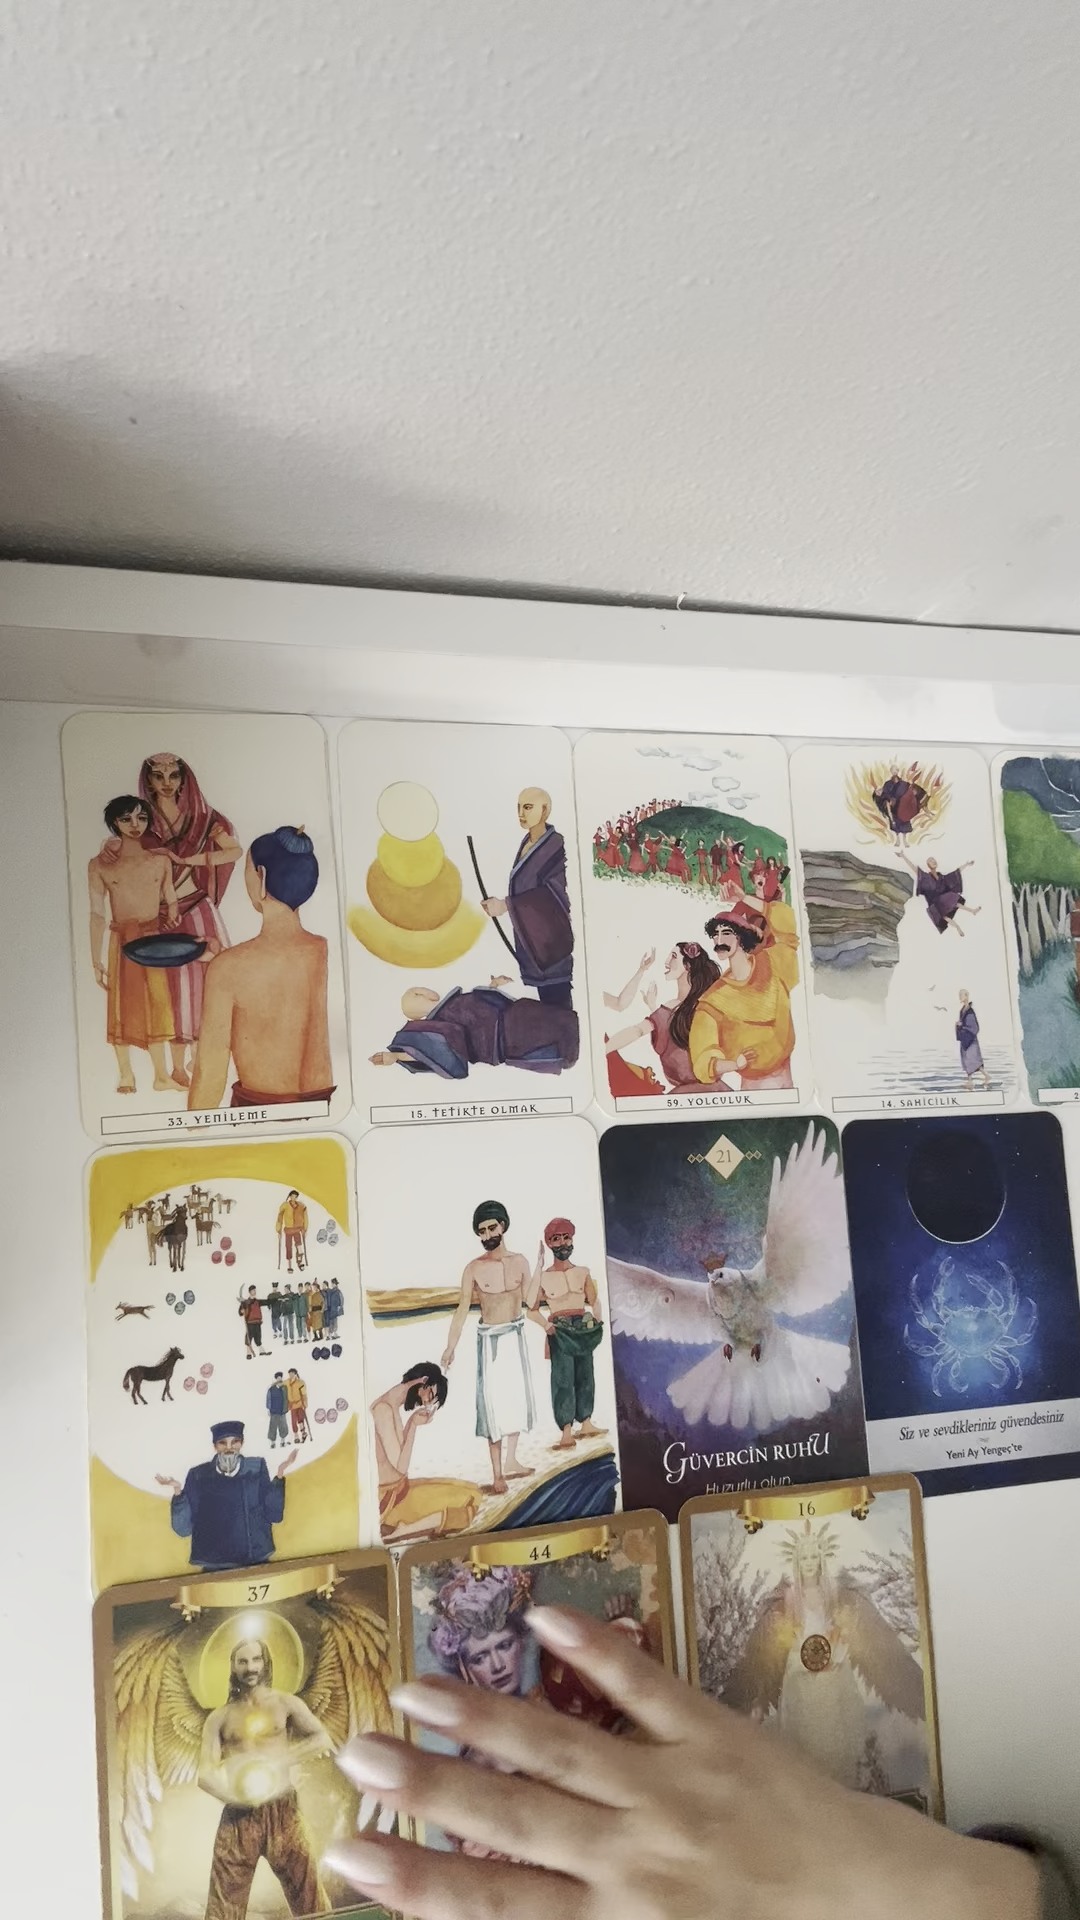 33. YENİLEME
15. TETİKTE OLMAK
59. YOLCULUK
14. SAHİCİLİK
2
21
GÜVERCİN RUHU
Huzurlu olun
Siz ve sevdikleriniz güvendesiniz
Yeni Ay Yengeç'te
37
44
16